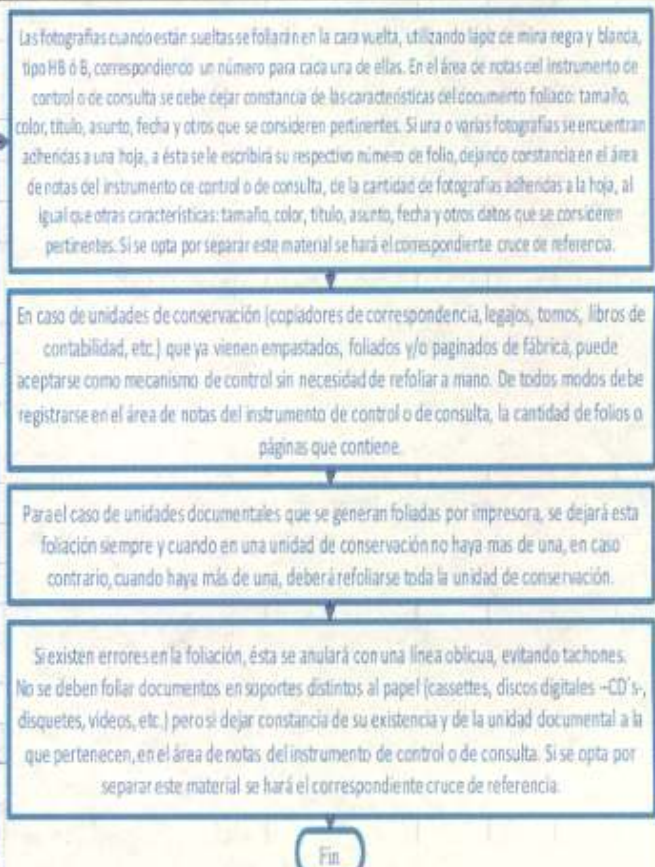 Las fotografías cuando están sueltas se foliarán en la cara vuelta, utilizando lápiz de mina negra y blanda,
tipo HB ó B, correspondiendo un número para cada una de ellas. En el área de notas del instrumento de
control o de consulta se debe dejar constancia de las características del documento foliado: tamaño,
color, título, asunto, fecha y otros que se consideren pertinentes. Si una o varias fotografías se encuentran
adheridas a una hoja, a ésta se le escribirá su respectivo número de folio, dejando constancia en el área
de notas del instrumento de control o de consulta, de la cantidad de fotografías adheridas a la hoja, al
igual que otras características: tamaño, color, título, asunto, fecha y otros datos que se consideren
pertinentes. Si se opta por separar este material se hará el correspondiente cruce de referencia.
En caso de unidades de conservación (copiadores de correspondencia, legajos, tomos, libros de
contabilidad, etc.) que ya vienen empastados, foliados y/o paginados de fábrica, puede
aceptarse como mecanismo de control sin necesidad de refoliar a mano. De todos modos debe
registrarse en el área de notas del instrumento de control o de consulta, la cantidad de folios o
páginas que contiene.
Para el caso de unidades documentales que se generan foliadas por impresora, se dejará esta
foliación siempre y cuando en una unidad de conservación no haya mas de una, en caso
contrario, cuando haya más de una, deberá refoliarse toda la unidad de conservación.
Si existen errores en la foliación, ésta se anulará con una línea oblicua, evitando tachones.
No se deben foliar documentos en soportes distintos al papel (cassettes, discos digitales –CD´s-,
disquetes, videos, etc.) pero si dejar constancia de su existencia y de la unidad documental a la
que pertenecen, en el área de notas del instrumento de control o de consulta. Si se opta por
separar este material se hará el correspondiente cruce de referencia.
Fin